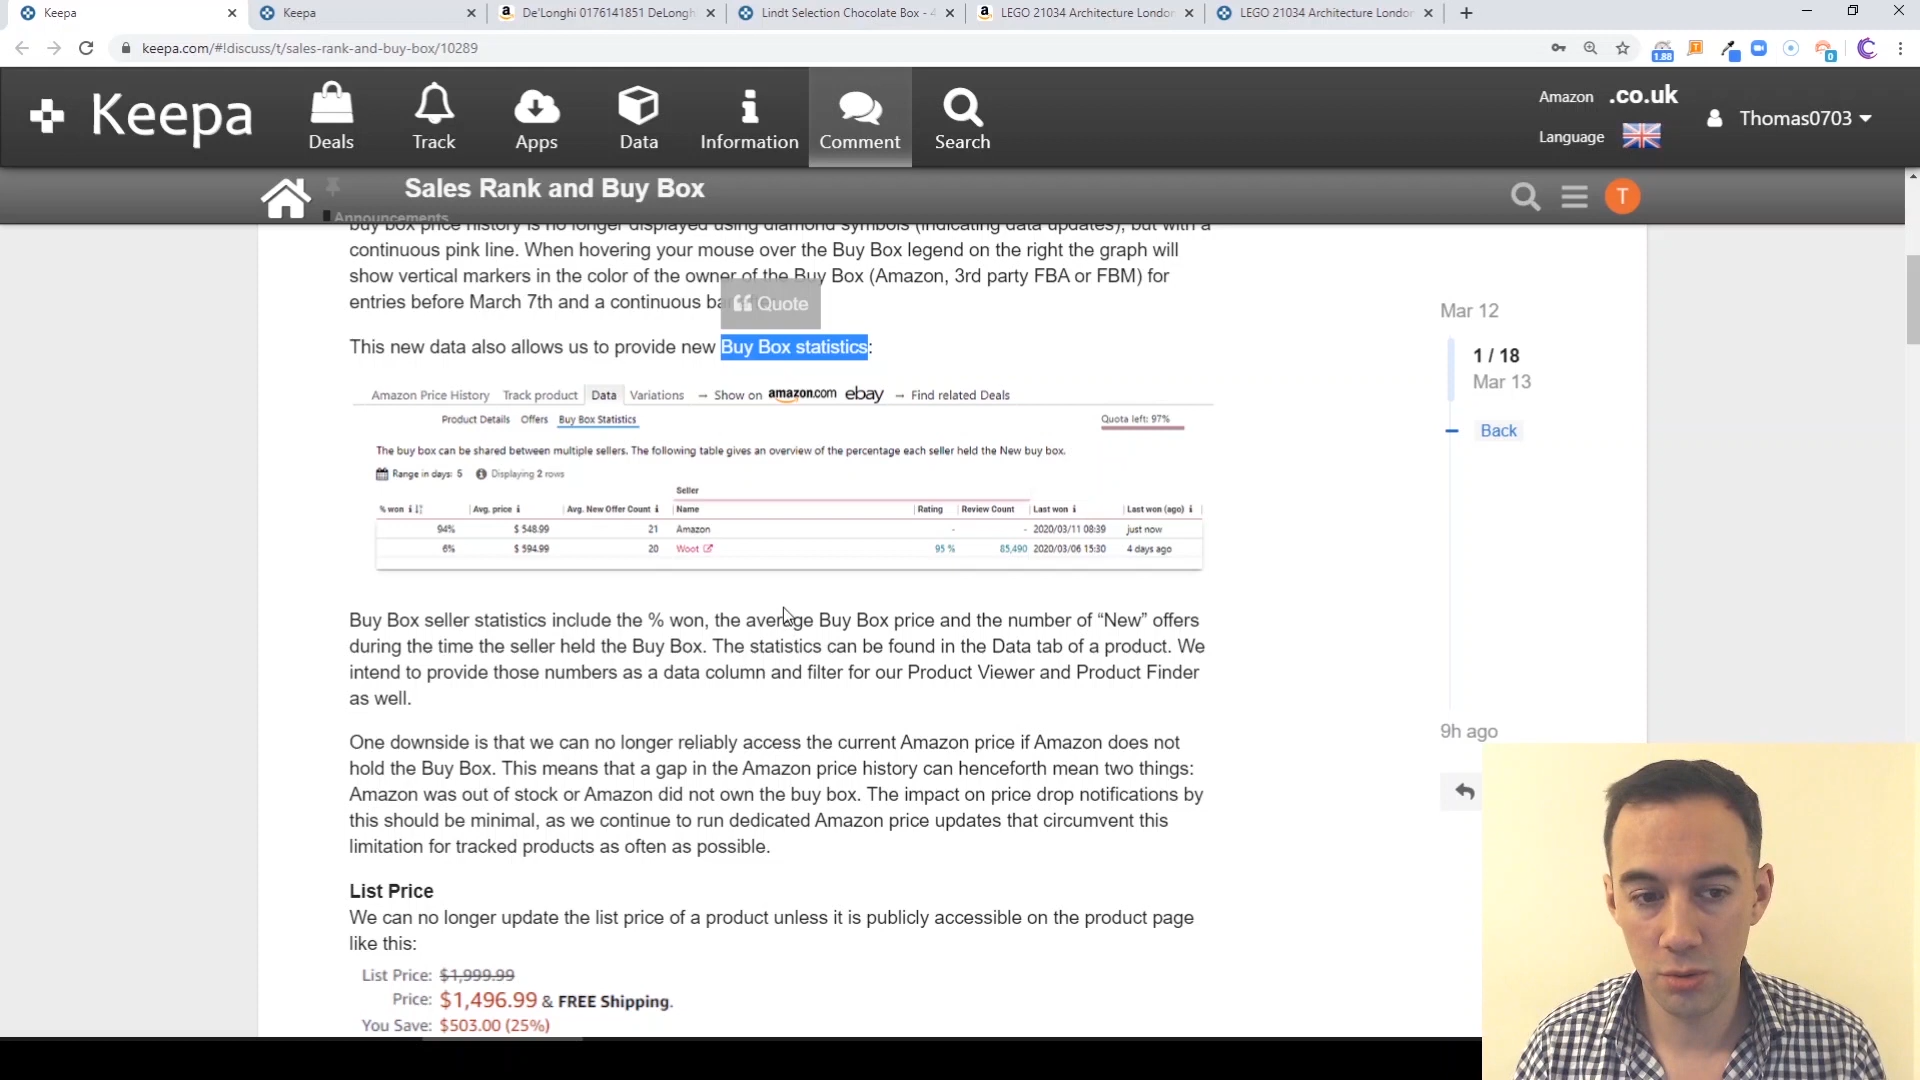 Keepa
Keepa
De'Longhi 0176141851 DeLongh
Lindt Selection Chocolate Box - 4
LEGO 21034 Architecture London
LEGO 21034 Architecture London
keepa.com/#!discuss/t/sales-rank-and-buy-box/10289
1.88
0
Keepa
Deals
Track
Apps
Data
Information
Comment
Search
Amazon .co.uk
Language
Thomas0703
Sales Rank and Buy Box
T
Announcements
buy box price history is no longer displayed using diamond symbols (indicating data updates), but with a
continuous pink line. When hovering your mouse over the Buy Box legend on the right the graph will
show vertical markers in the color of the owner of the Buy Box (Amazon, 3rd party FBA or FBM) for
entries before March 7th and a continuous
Quote
This new data also allows us to provide new Buy Box statistics:
Amazon Price History Track product Data Variations → Show on amazon.com ebay → Find related Deals
Product Details Offers Buy Box Statistics Quota left: 97%
The buy box can be shared between multiple sellers. The following table gives an overview of the percentage each seller held the New buy box.
Range in days: 5 Displaying 2 rows
Seller
% won Avg. price Avg. New Offer Count Name Rating Review Count Last won Last won (ago)
94% $ 548.99 21 Amazon - - 2020/03/11 08:39 just now
6% $ 594.99 20 Woot 95 % 85,490 2020/03/06 15:30 4 days ago
Buy Box seller statistics include the % won, the average Buy Box price and the number of “New” offers
during the time the seller held the Buy Box. The statistics can be found in the Data tab of a product. We
intend to provide those numbers as a data column and filter for our Product Viewer and Product Finder
as well.
One downside is that we can no longer reliably access the current Amazon price if Amazon does not
hold the Buy Box. This means that a gap in the Amazon price history can henceforth mean two things:
Amazon was out of stock or Amazon did not own the buy box. The impact on price drop notifications by
this should be minimal, as we continue to run dedicated Amazon price updates that circumvent this
limitation for tracked products as often as possible.
List Price
We can no longer update the list price of a product unless it is publicly accessible on the product page
like this:
List Price: $1,999.99
Price: $1,496.99 & FREE Shipping.
You Save: $503.00 (25%)
Mar 12
1 / 18
Mar 13
Back
9h ago